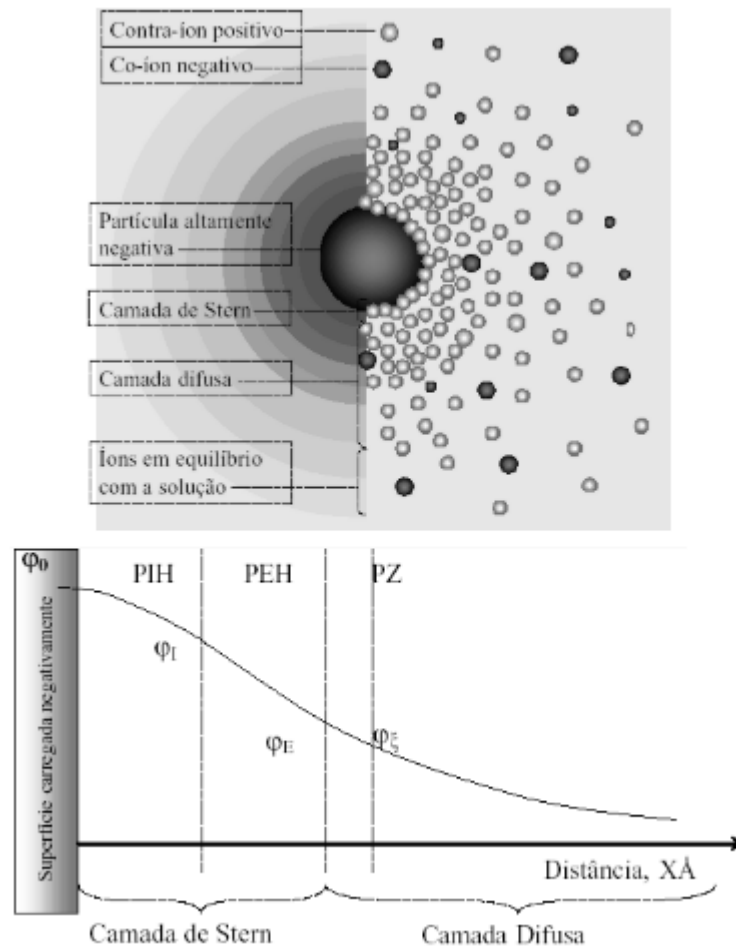 Contra-íon positivo
Co-íon negativo
Partícula altamente
negativa
Camada de Stern
Camada difusa
Íons em equilíbrio
com a solução
φ0
PIH
PEH
PZ
φI
φE
φξ
Superfície carregada negativamente
Distância, XÅ
Camada de Stern
Camada Difusa